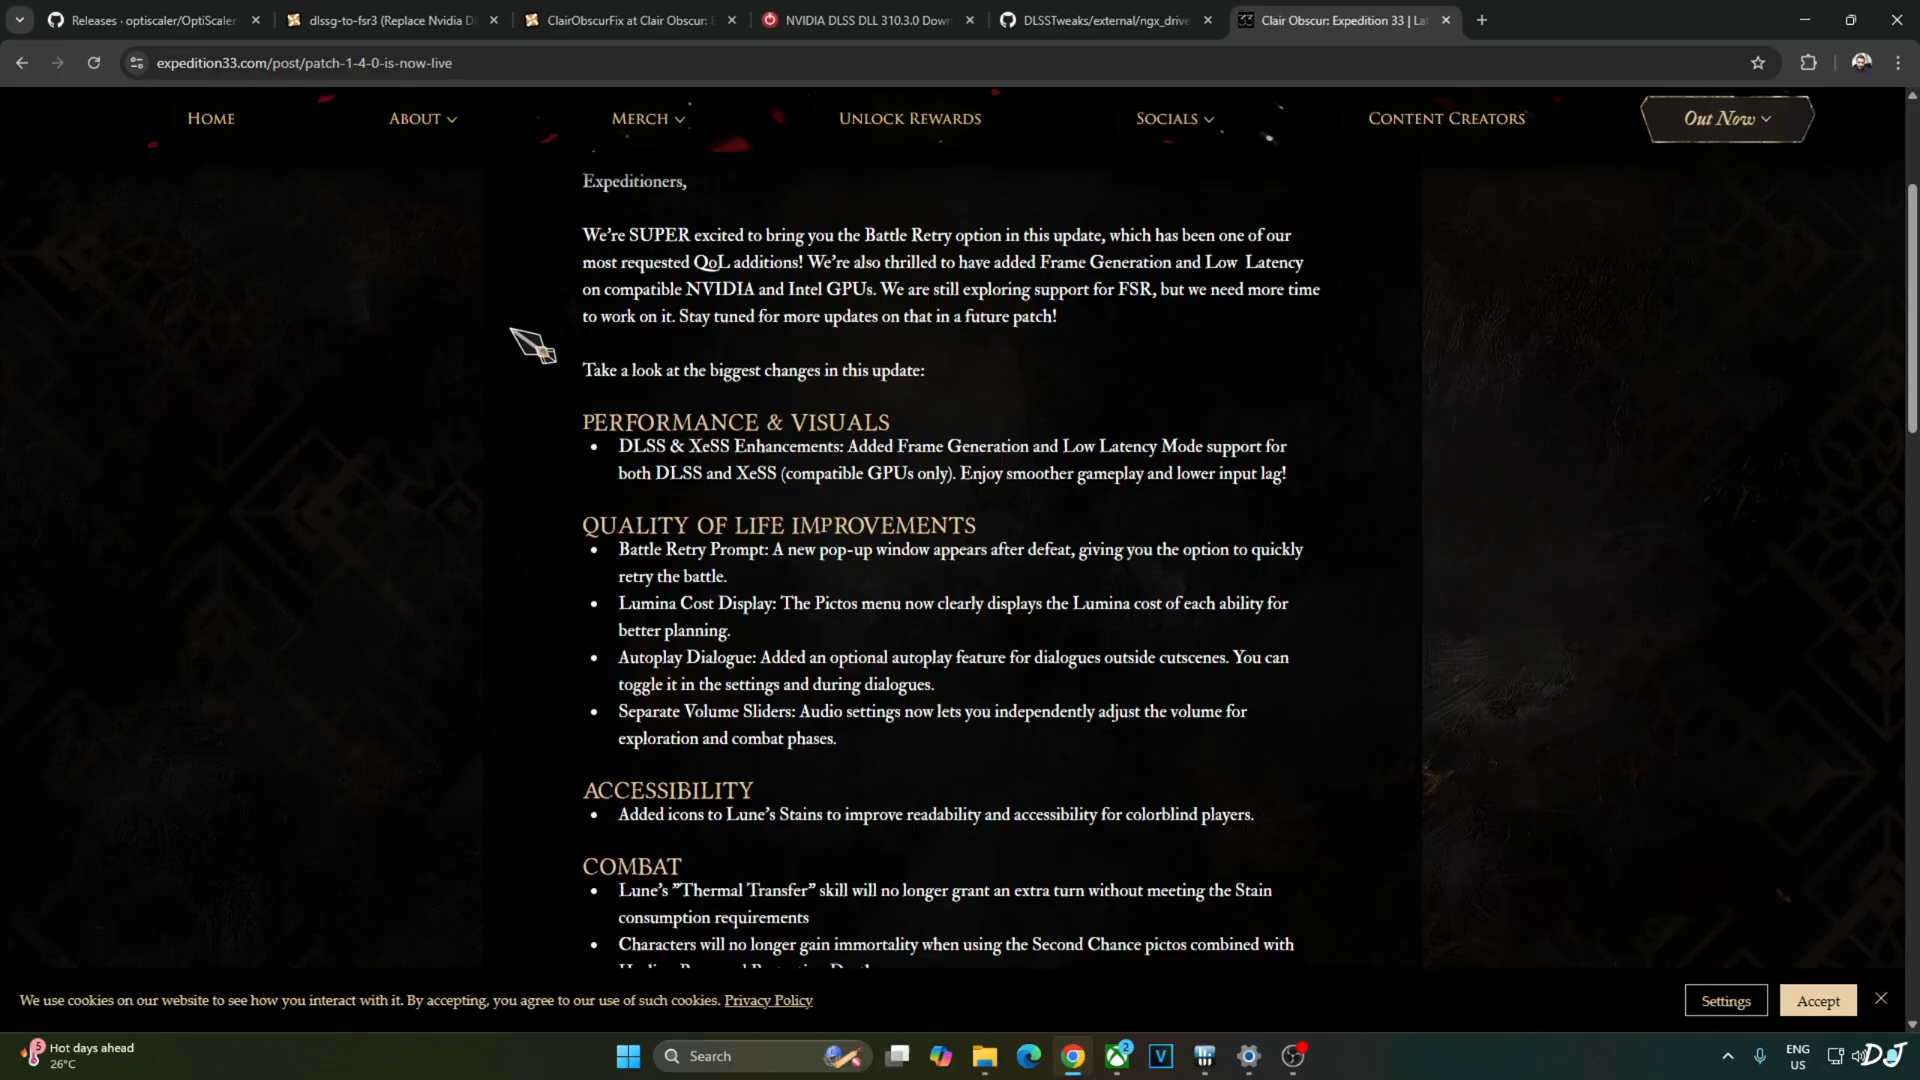 Releases · optiscaler/OptiScaler
dlssg-to-fsr3 (Replace Nvidia D
ClairObscurFix at Clair Obscur:
NVIDIA DLSS DLL 310.3.0 Down
DLSSTweaks/external/ngx_drive
Clair Obscur: Expedition 33 | La
expedition33.com/post/patch-1-4-0-is-now-live
Home
About
Merch
Unlock Rewards
Socials
Content Creators
Out Now
Expeditioners,
We're SUPER excited to bring you the Battle Retry option in this update, which has been one of our
most requested QoL additions! We're also thrilled to have added Frame Generation and Low Latency
on compatible NVIDIA and Intel GPUs. We are still exploring support for FSR, but we need more time
to work on it. Stay tuned for more updates on that in a future patch!
Take a look at the biggest changes in this update:
PERFORMANCE & VISUALS
• DLSS & XeSS Enhancements: Added Frame Generation and Low Latency Mode support for
both DLSS and XeSS (compatible GPUs only). Enjoy smoother gameplay and lower input lag!
QUALITY OF LIFE IMPROVEMENTS
• Battle Retry Prompt: A new pop-up window appears after defeat, giving you the option to quickly
retry the battle.
• Lumina Cost Display: The Pictos menu now clearly displays the Lumina cost of each ability for
better planning.
• Autoplay Dialogue: Added an optional autoplay feature for dialogues outside cutscenes. You can
toggle it in the settings and during dialogues.
• Separate Volume Sliders: Audio settings now lets you independently adjust the volume for
exploration and combat phases.
ACCESSIBILITY
• Added icons to Lune's Stains to improve readability and accessibility for colorblind players.
COMBAT
• Lune's "Thermal Transfer" skill will no longer grant an extra turn without meeting the Stain
consumption requirements
• Characters will no longer gain immortality when using the Second Chance pictos combined with
We use cookies on our website to see how you interact with it. By accepting, you agree to our use of such cookies. Privacy Policy
Settings
Accept
5
Hot days ahead
26°C
Search
2
V
ENG
US
DJ